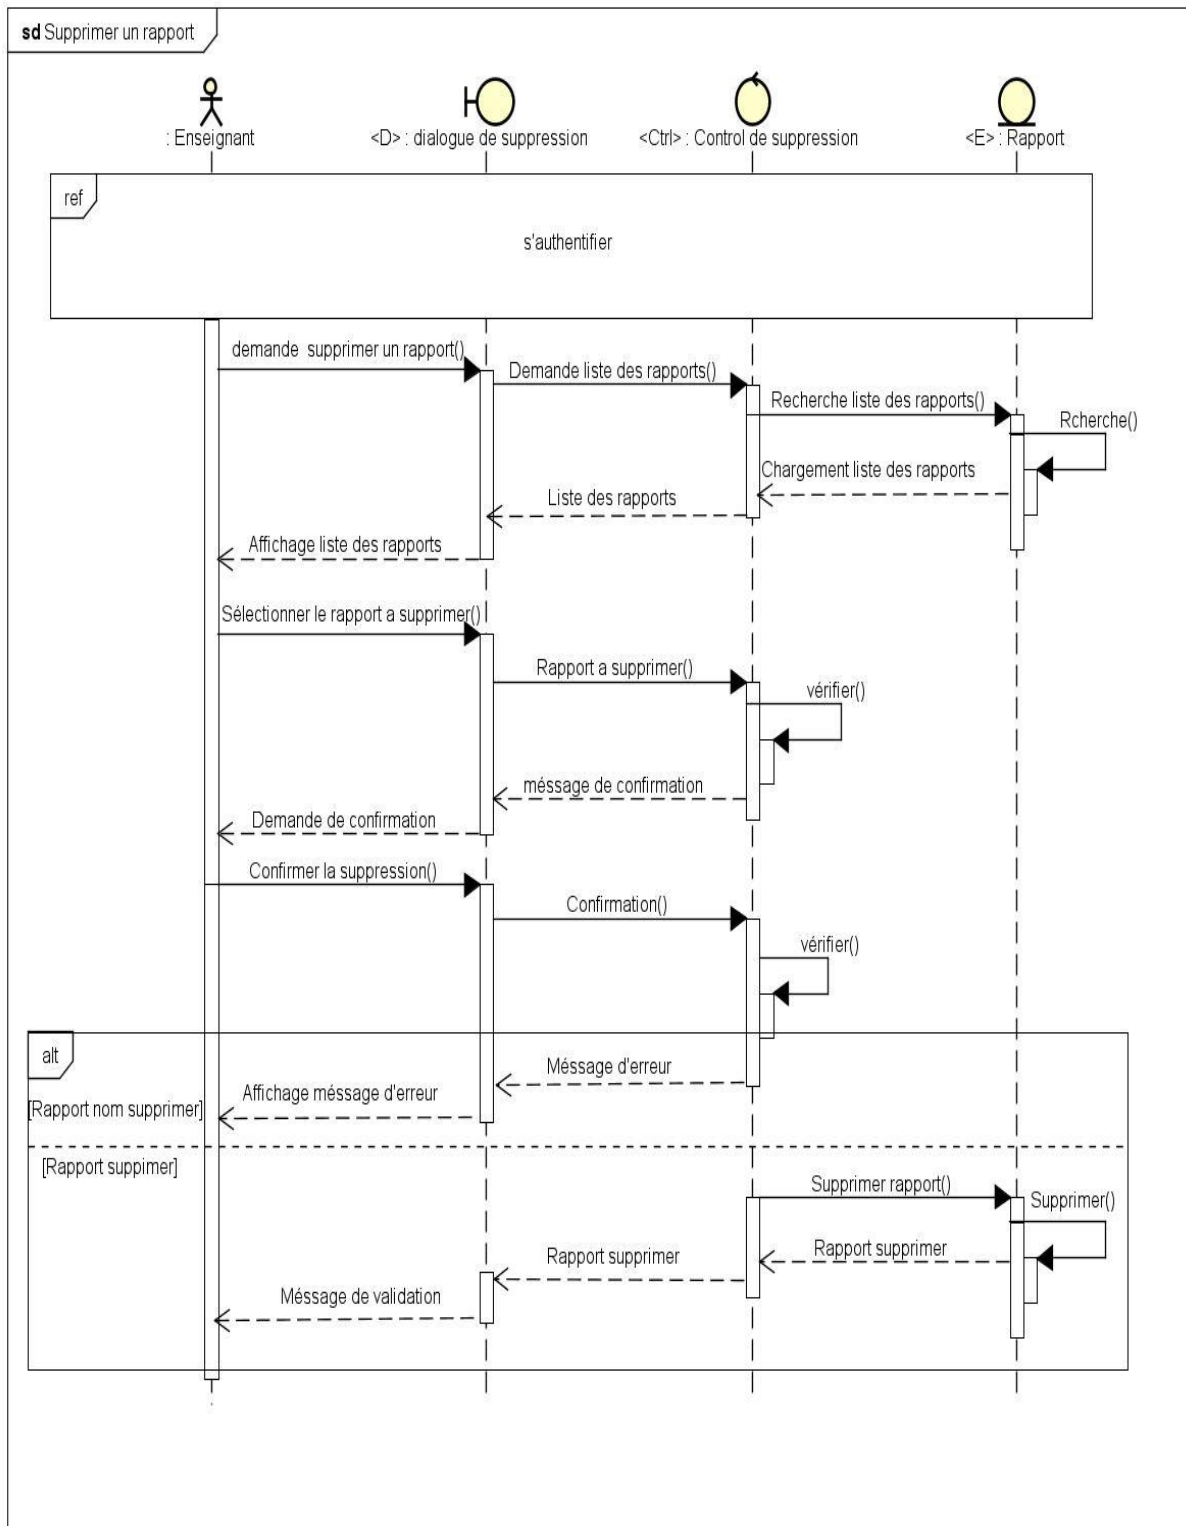 sd Supprimer un rapport
: Enseignant
<D> : dialogue de suppression
<Ctrl> : Control de suppression
<E> : Rapport
ref
s'authentifier
demande supprimer un rapport()
Demande liste des rapports()
Recherche liste des rapports()
Rcherche()
Chargement liste des rapports
Liste des rapports
Affichage liste des rapports
Sélectionner le rapport a supprimer()
Rapport a supprimer()
vérifier()
méssage de confirmation
Demande de confirmation
Confirmer la suppression()
Confirmation()
vérifier()
alt
Méssage d'erreur
Affichage méssage d'erreur
[Rapport nom supprimer]
[Rapport suppimer]
Supprimer rapport()
Supprimer()
Rapport supprimer
Rapport supprimer
Méssage de validation